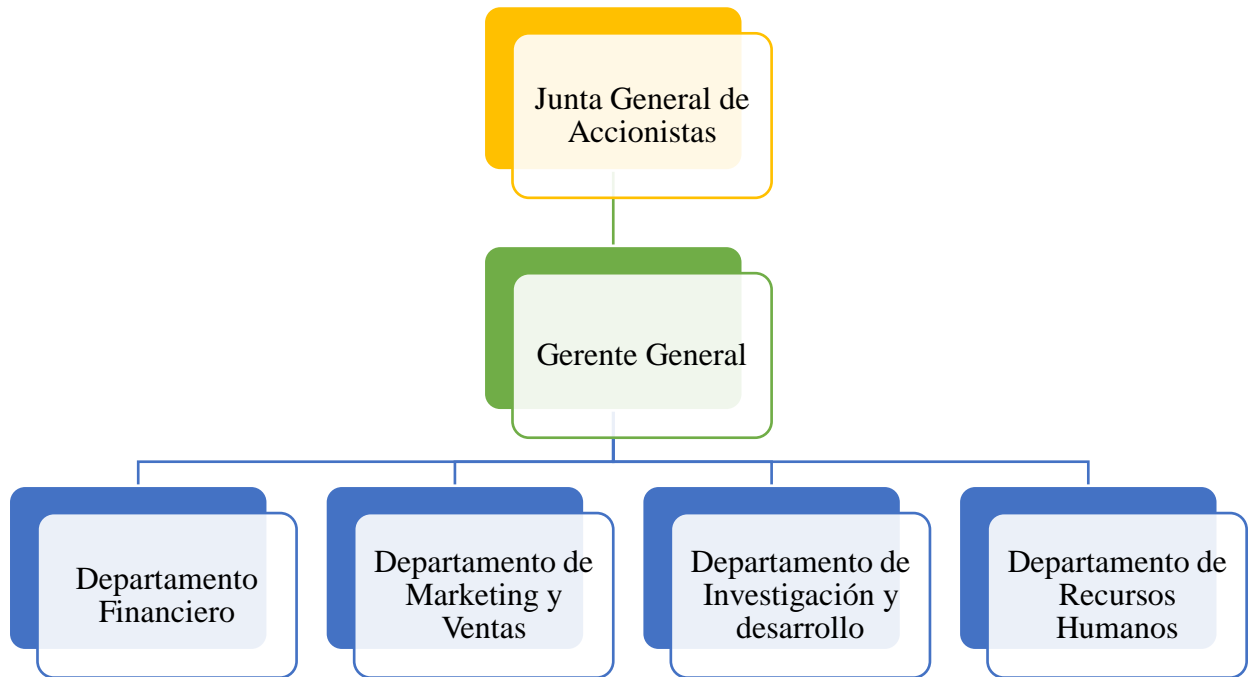 Junta General de
Accionistas
Gerente General
Departamento
Financiero
Departamento de
Marketing y
Ventas
Departamento de
Investigación y
desarrollo
Departamento de
Recursos
Humanos